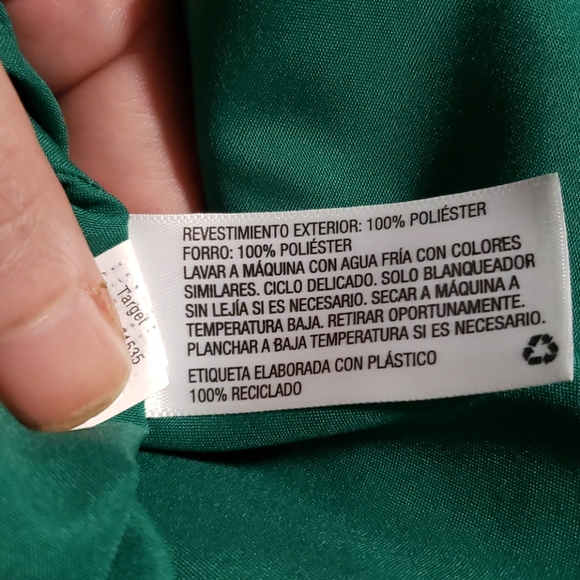 REVESTIMIENTO EXTERIOR: 100% POLIÉSTER
FORRO: 100% POLIÉSTER
LAVAR A MÁQUINA CON AGUA FRÍA CON COLORES
SIMILARES. CICLO DELICADO. SOLO BLANQUEADOR
SIN LEJÍA SI ES NECESARIO. SECAR A MÁQUINA A
TEMPERATURA BAJA. RETIRAR OPORTUNAMENTE.
PLANCHAR A BAJA TEMPERATURA SI ES NECESARIO.
ETIQUETA ELABORADA CON PLÁSTICO
100% RECICLADO
Target
1535